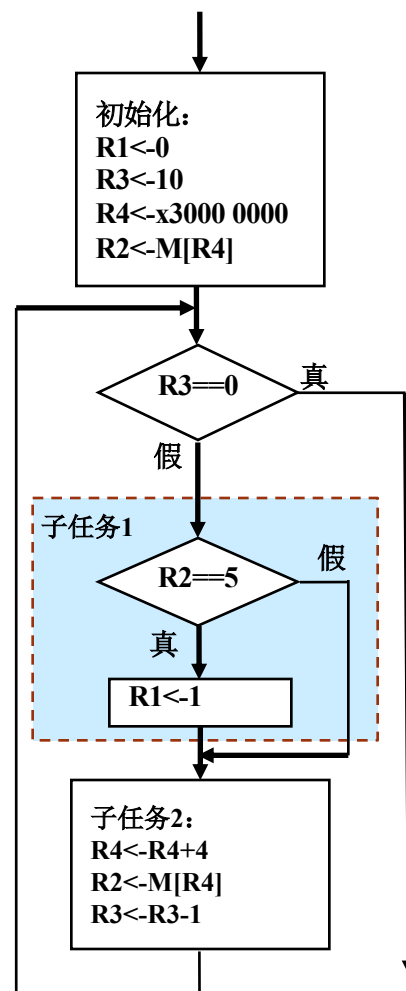 初始化：
R1<-0
R3<-10
R4<-x3000 0000
R2<-M[R4]
R3==0
真
假
子任务1
R2==5
假
真
R1<-1
子任务2：
R4<-R4+4
R2<-M[R4]
R3<-R3-1